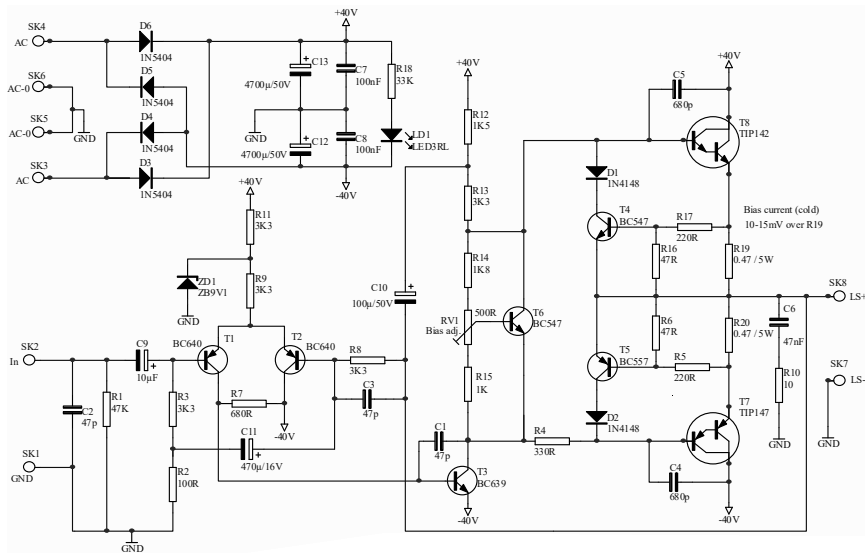 SK4
AC
D6
1N5404
+40V
SK6
AC-0
D5
1N5404
SK5
AC-0
GND
D4
1N5404
SK3
AC
D3
1N5404
C13
4700µ/50V
C7
100nF
R18
33K
GND
C12
4700µ/50V
C8
100nF
LD1
LED3RL
-40V
+40V
R12
1K5
R13
3K3
R14
1K8
RV1
500R
Bias adj.
R15
1K
T6
BC547
+40V
C5
680p
T8
TIP142
D1
1N4148
T4
BC547
R17
220R
Bias current (cold)
10-15mV over R19
R16
47R
R19
0.47 / 5W
SK8
LS+
R6
47R
R20
0.47 / 5W
C6
47nF
T5
BC557
R5
220R
R10
10
SK7
LS-
GND
GND
D2
1N4148
T7
TIP147
C4
680p
-40V
+40V
R11
3K3
ZD1
ZB9V1
GND
R9
3K3
C10
100µ/50V
SK2
In
C9
10µF
BC640
T1
T2
BC640
R8
3K3
R1
47K
C2
47p
R3
3K3
R7
680R
C3
47p
-40V
C11
470µ/16V
C1
47p
R4
330R
SK1
GND
R2
100R
T3
BC639
-40V
GND